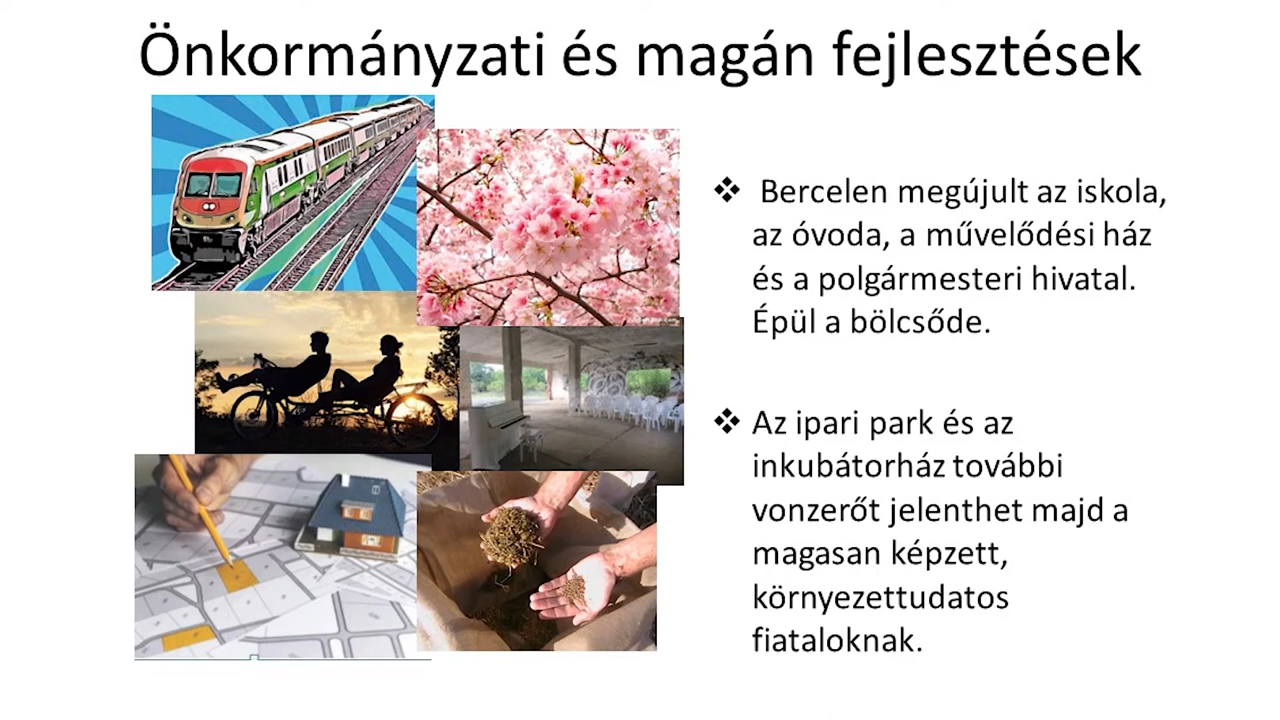 Önkormányzati és magán fejlesztések
❖ Bercelen megújult az iskola,
az óvoda, a művelődési ház
és a polgármesteri hivatal.
Épül a bölcsőde.
❖ Az ipari park és az
inkubátorház további
vonzerőt jelenthet majd a
magasan képzett,
környezettudatos
fiataloknak.